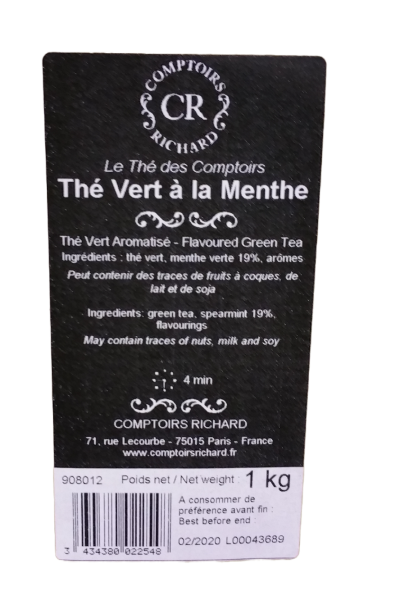 COMPTOIRS
CR
RICHARD
Le Thé des Comptoirs
Thé Vert à la Menthe
Thé Vert Aromatisé - Flavoured Green Tea
Ingrédients : thé vert, menthe verte 19%, arômes
Peut contenir des traces de fruits à coques, de
lait et de soja
Ingredients: green tea, spearmint 19%,
flavourings
May contain traces of nuts, milk and soy
4 min
COMPTOIRS RICHARD
71, rue Lecourbe - 75015 Paris - France
www.comptoirsrichard.fr
908012 Poids net / Net weight : 1 kg
A consommer de
préférence avant fin :
Best before end :
02/2020 L00043689
3 434380 022548